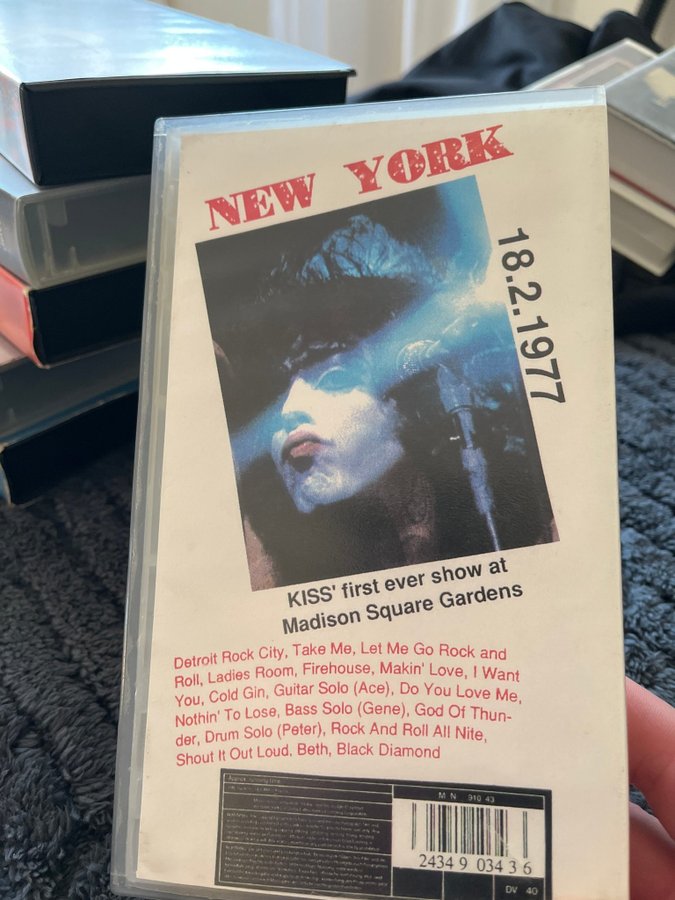 NEW YORK
18.2.1977
KISS' first ever show at
Madison Square Gardens
Detroit Rock City, Take Me, Let Me Go Rock and
Roll, Ladies Room, Firehouse, Makin' Love, I Want
You, Cold Gin, Guitar Solo (Ace), Do You Love Me,
Nothin' To Lose, Bass Solo (Gene), God Of Thun-
der, Drum Solo (Peter), Rock And Roll All Nite,
Shout It Out Loud, Beth, Black Diamond
M N 910 43
2434 9 034 3 6
DV 40